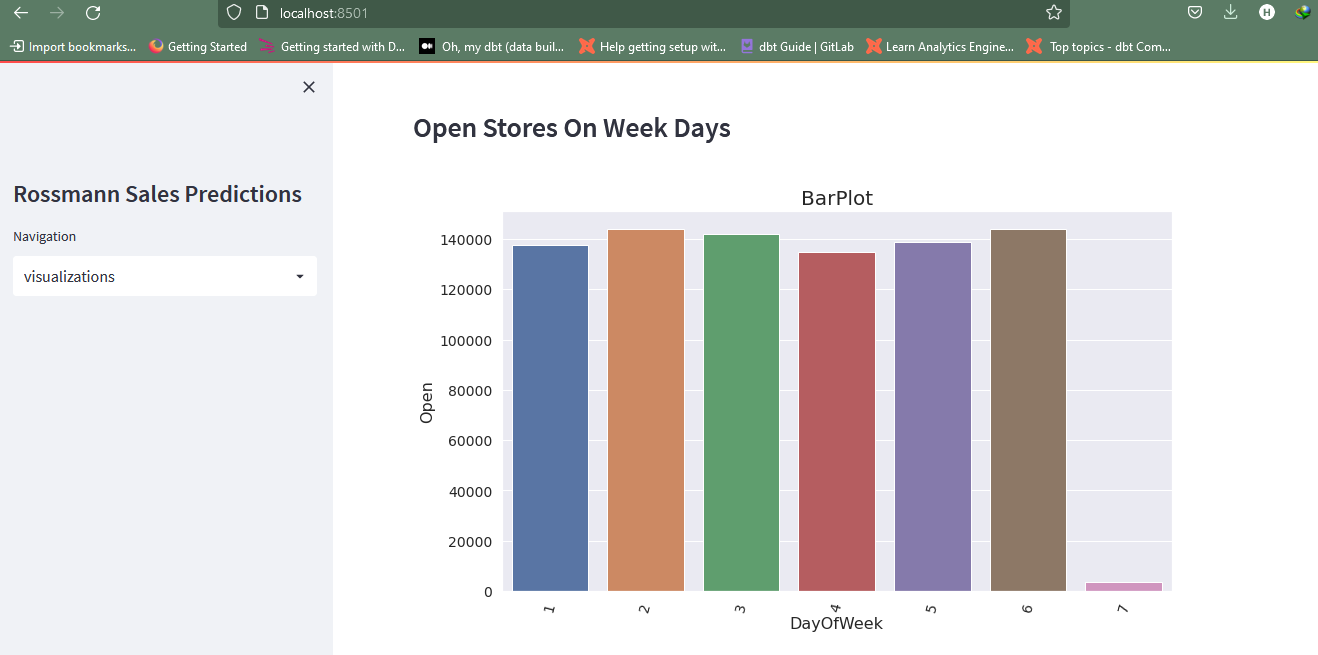 localhost:8501
H
Import bookmarks... Getting Started Getting started with D... Oh, my dbt (data buil... Help getting setup wit... dbt Guide | GitLab Learn Analytics Engine... Top topics - dbt Com...
Open Stores On Week Days
Rossmann Sales Predictions
Navigation
visualizations
BarPlot
140000
120000
100000
80000
60000
40000
20000
0
Open
1 2 3 4 5 6 7
DayOfWeek